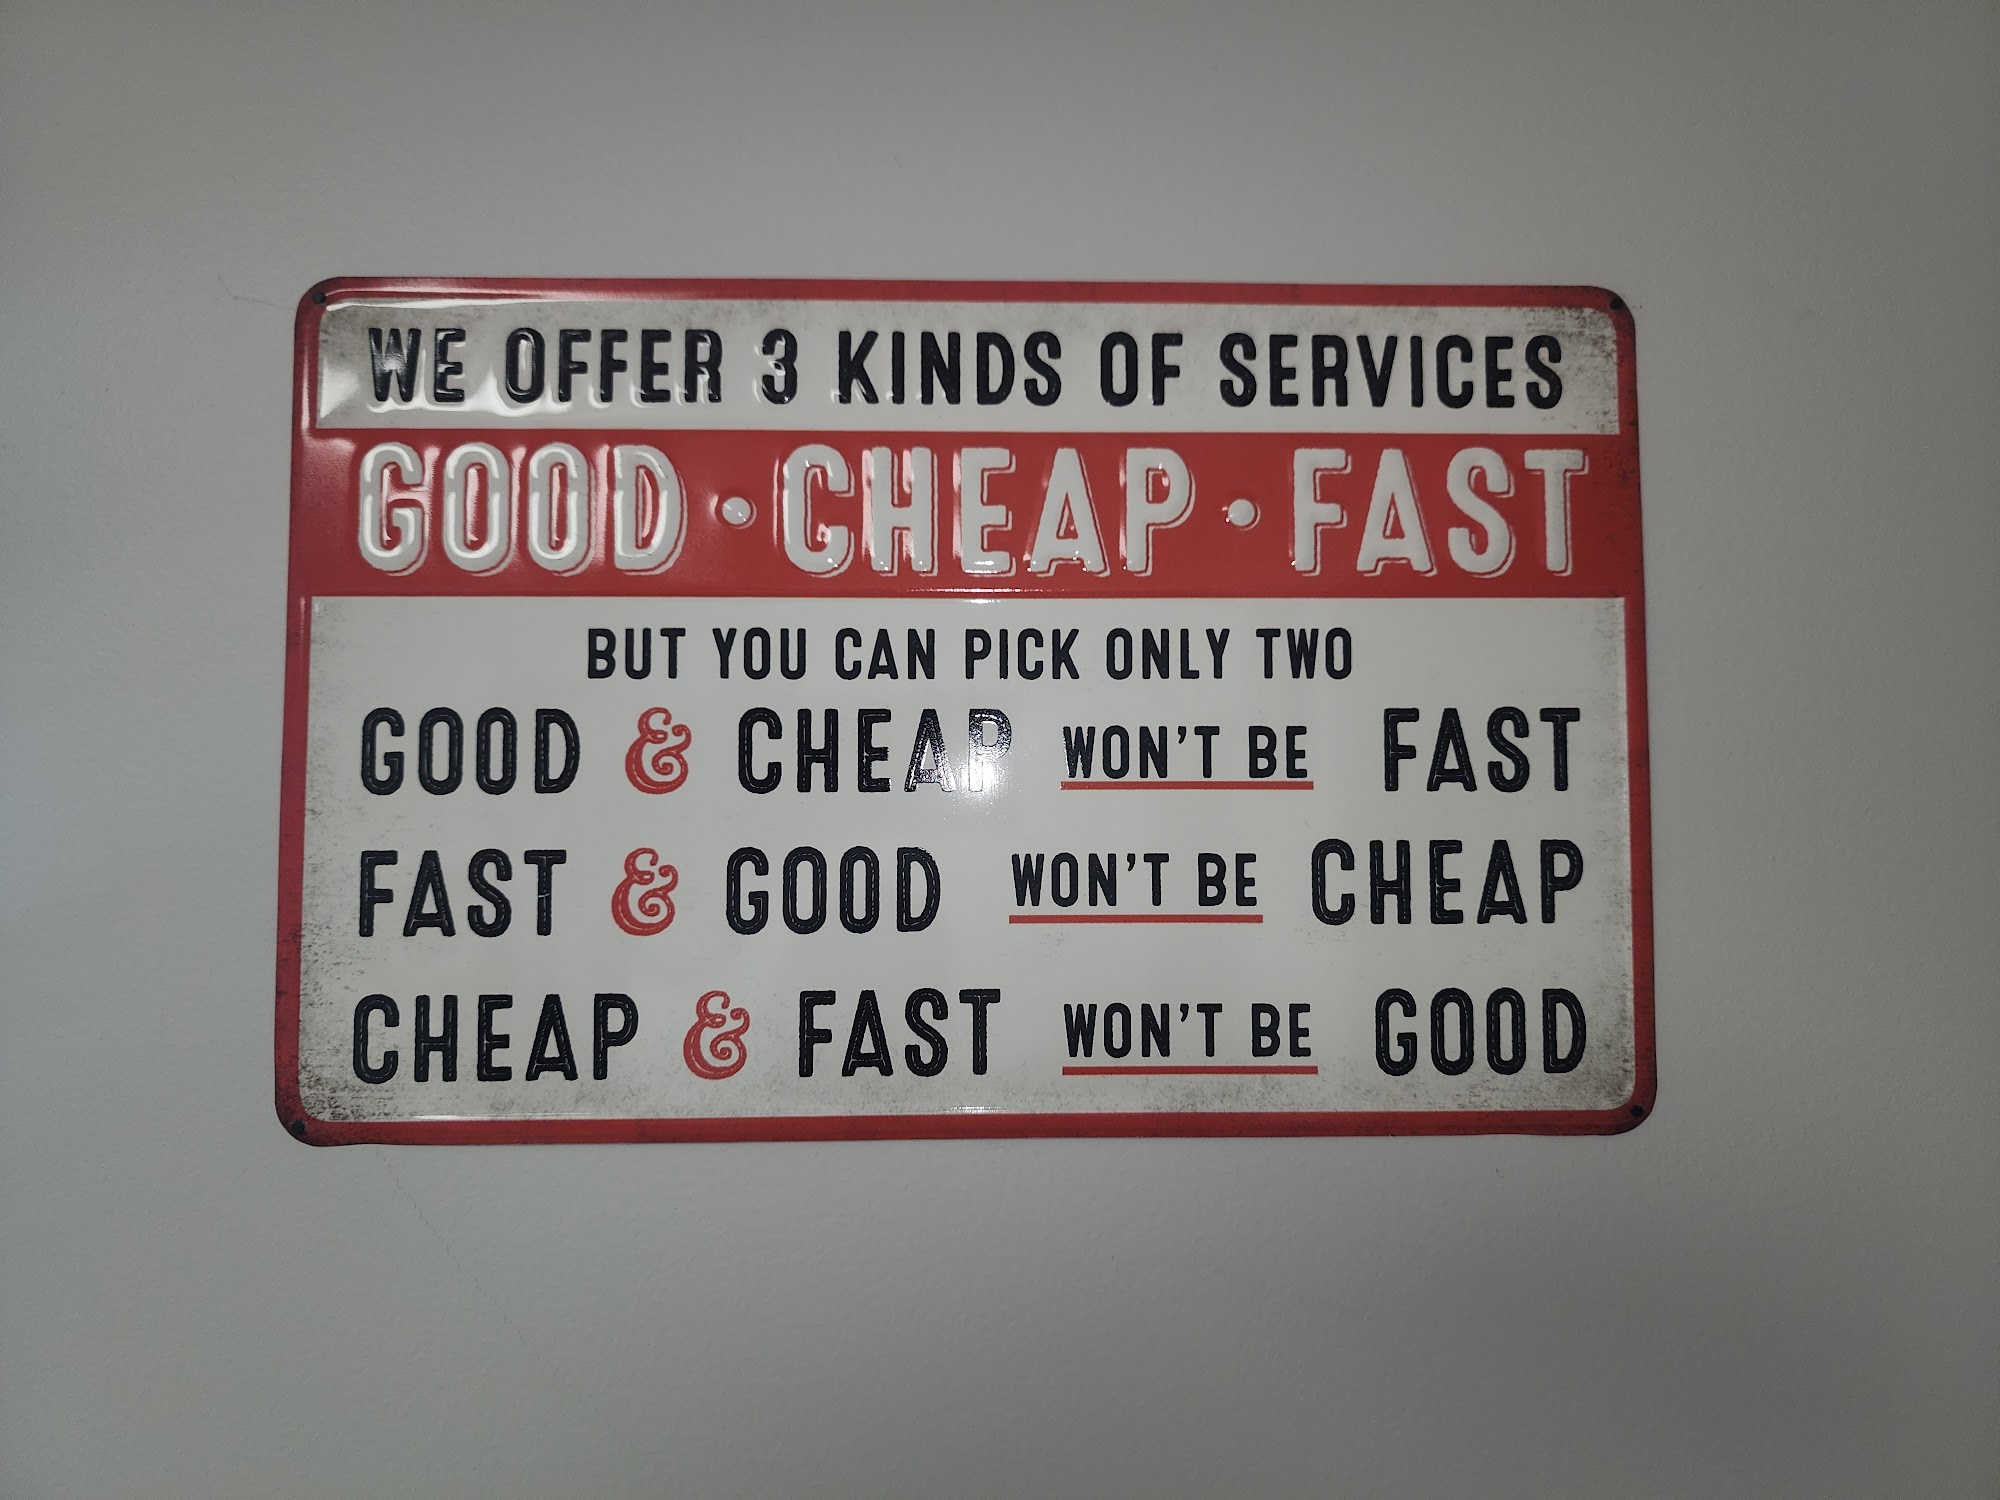 WE OFFER 3 KINDS OF SERVICES
GOOD · CHEAP · FAST
BUT YOU CAN PICK ONLY TWO
GOOD & CHEAP WON'T BE FAST
FAST & GOOD WON'T BE CHEAP
CHEAP & FAST WON'T BE GOOD